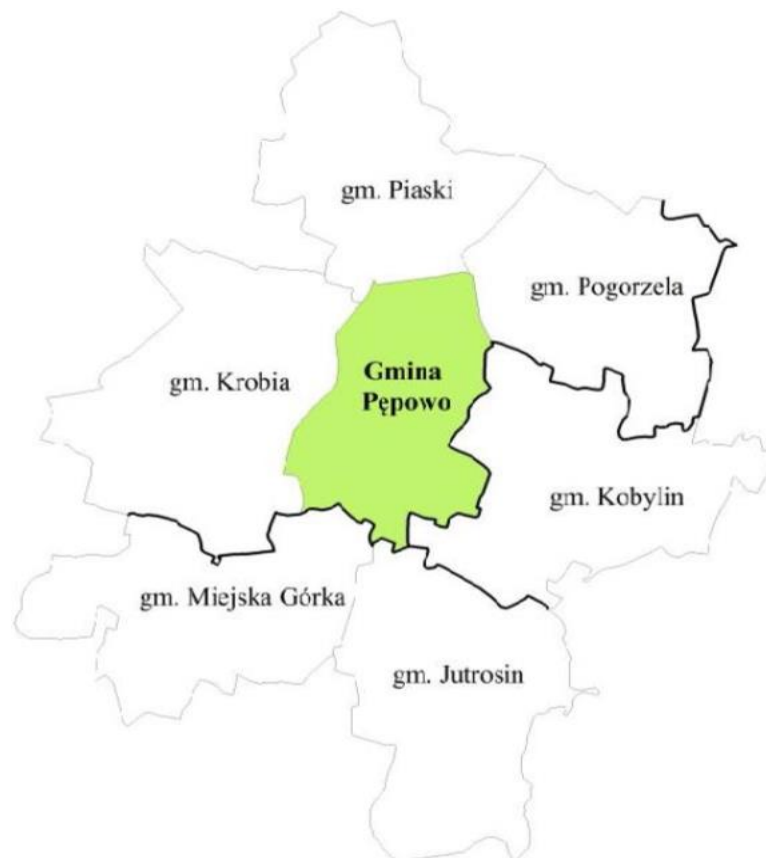 gm. Piaski
gm. Pogorzela
gm. Krobia
Gmina
Pępowo
gm. Kobylin
gm. Miejska Górka
gm. Jutrosin